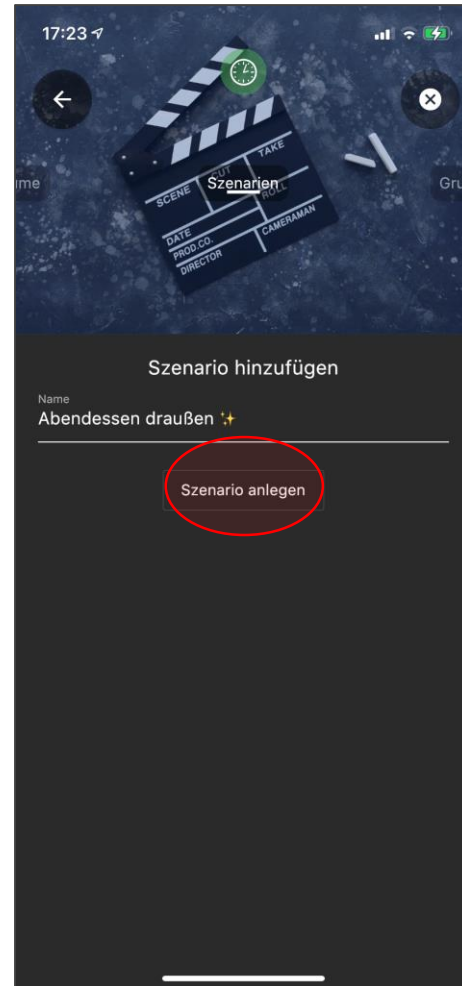 17:23
ume
Szenarien
Gru
SCENE
CUT
TAKE
ROLL
DATE
PROD.CO.
DIRECTOR
CAMERAMAN
Szenario hinzufügen
Name
Abendessen draußen ✨
Szenario anlegen